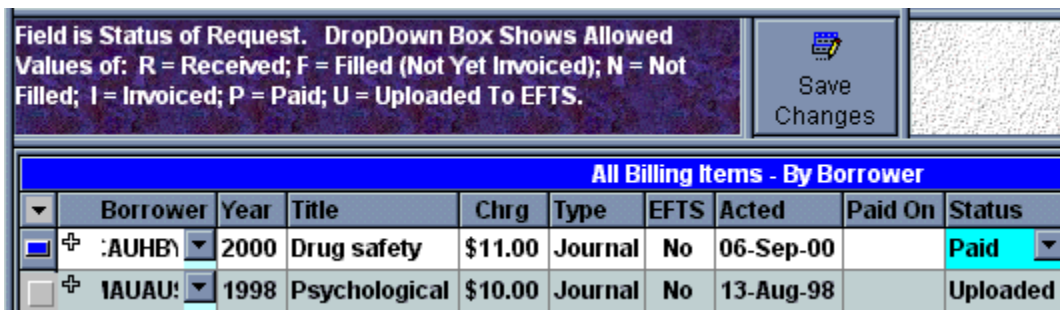 Field is Status of Request. DropDown Box Shows Allowed
Values of: R = Received; F = Filled (Not Yet Invoiced); N = Not
Filled; I = Invoiced; P = Paid; U = Uploaded To EFTS.
Save
Changes
All Billing Items - By Borrower
Borrower Year Title Chrg Type EFTS Acted Paid On Status
2000 Drug safety $11.00 Journal No 06-Sep-00 Paid
1998 Psychological $10.00 Journal No 13-Aug-98 Uploaded